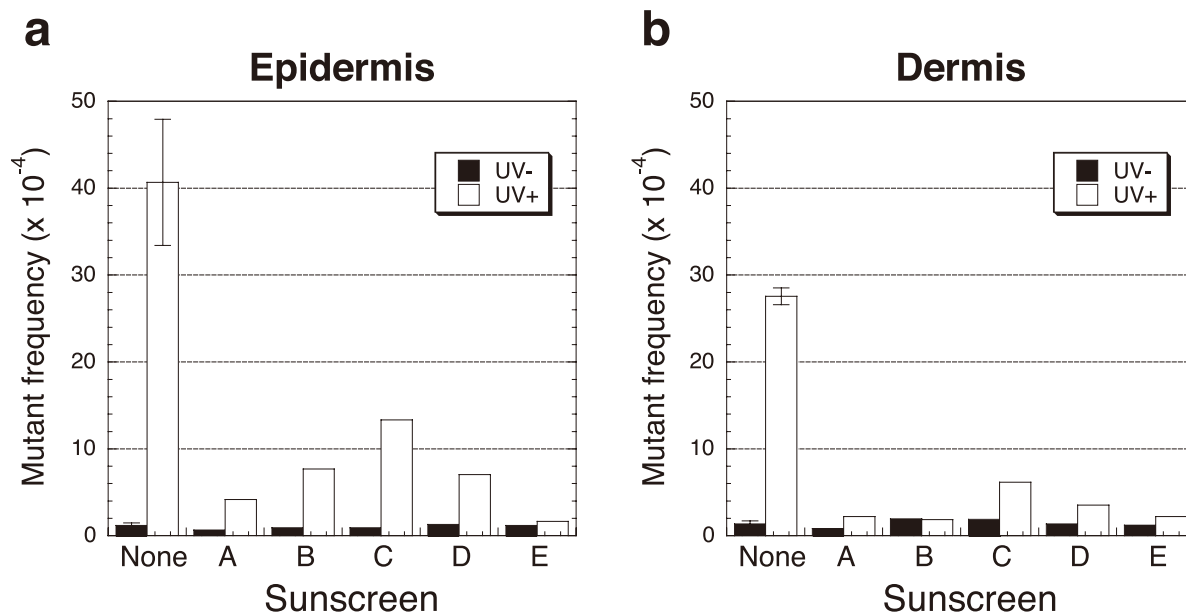 a
Epidermis
Mutant frequency (x 10^-4)
50
40
30
20
10
0
UV-
UV+
None A B C D E
Sunscreen
b
Dermis
Mutant frequency (x 10^-4)
50
40
30
20
10
0
UV-
UV+
None A B C D E
Sunscreen